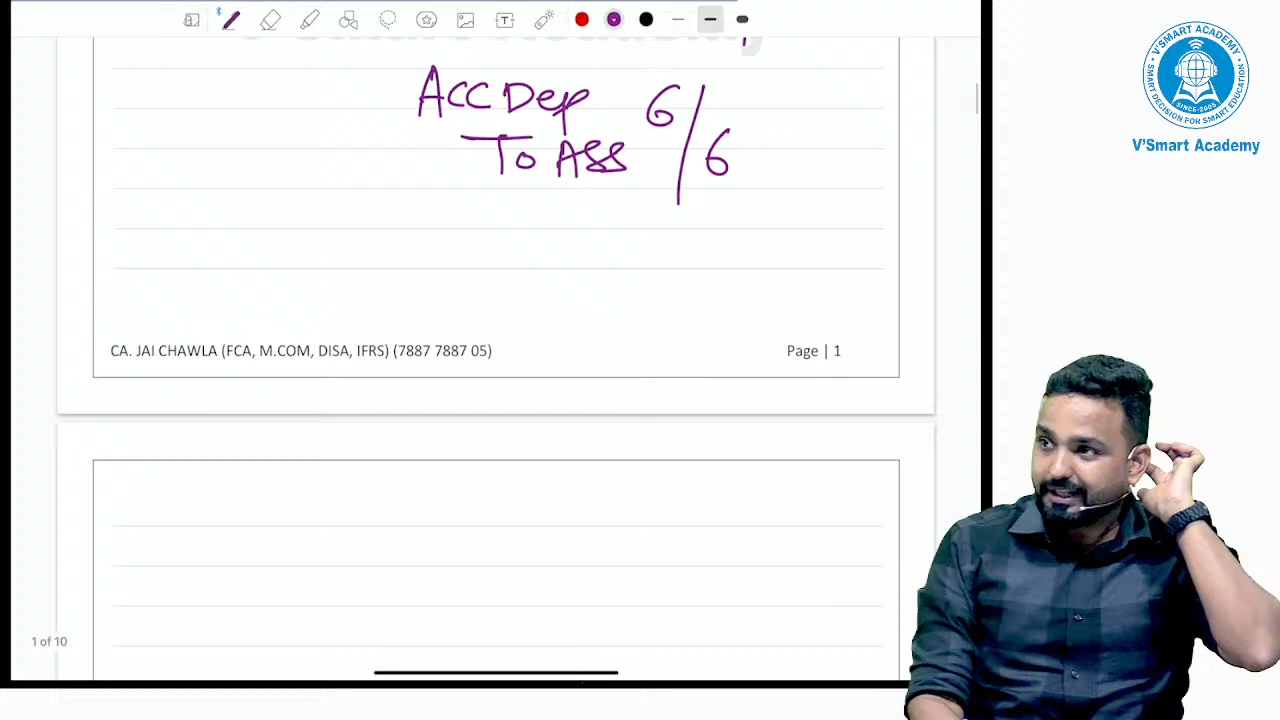 Acc Dep 6/
To Ass 6
CA. JAI CHAWLA (FCA, M.COM, DISA, IFRS) (7887 7887 05)
Page | 1
1 of 10
T
V'SMART ACADEMY
SINCE-2005
SMART DECISION FOR SMART EDUCATION
V'Smart Academy